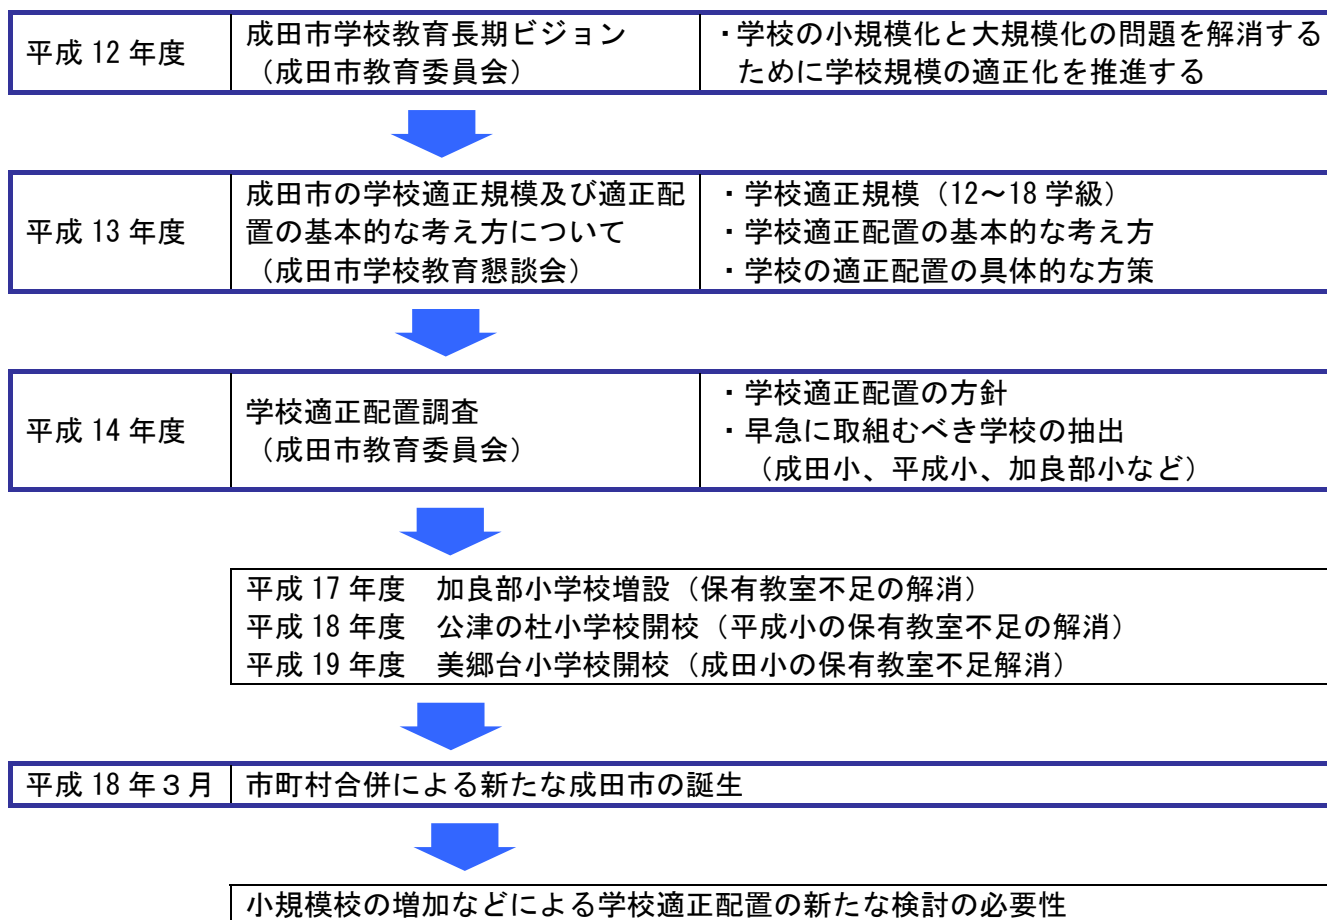 平成 12 年度
成田市学校教育長期ビジョン
（成田市教育委員会）
・学校の小規模化と大規模化の問題を解消する
ために学校規模の適正化を推進する
平成 13 年度
成田市の学校適正規模及び適正配
置の基本的な考え方について
（成田市学校教育懇談会）
・学校適正規模（12～18 学級）
・学校適正配置の基本的な考え方
・学校の適正配置の具体的な方策
平成 14 年度
学校適正配置調査
（成田市教育委員会）
・学校適正配置の方針
・早急に取組むべき学校の抽出
（成田小、平成小、加良部小など）
平成 17 年度　加良部小学校増設（保有教室不足の解消）
平成 18 年度　公津の杜小学校開校（平成小の保有教室不足の解消）
平成 19 年度　美郷台小学校開校（成田小の保有教室不足解消）
平成 18 年３月
市町村合併による新たな成田市の誕生
小規模校の増加などによる学校適正配置の新たな検討の必要性